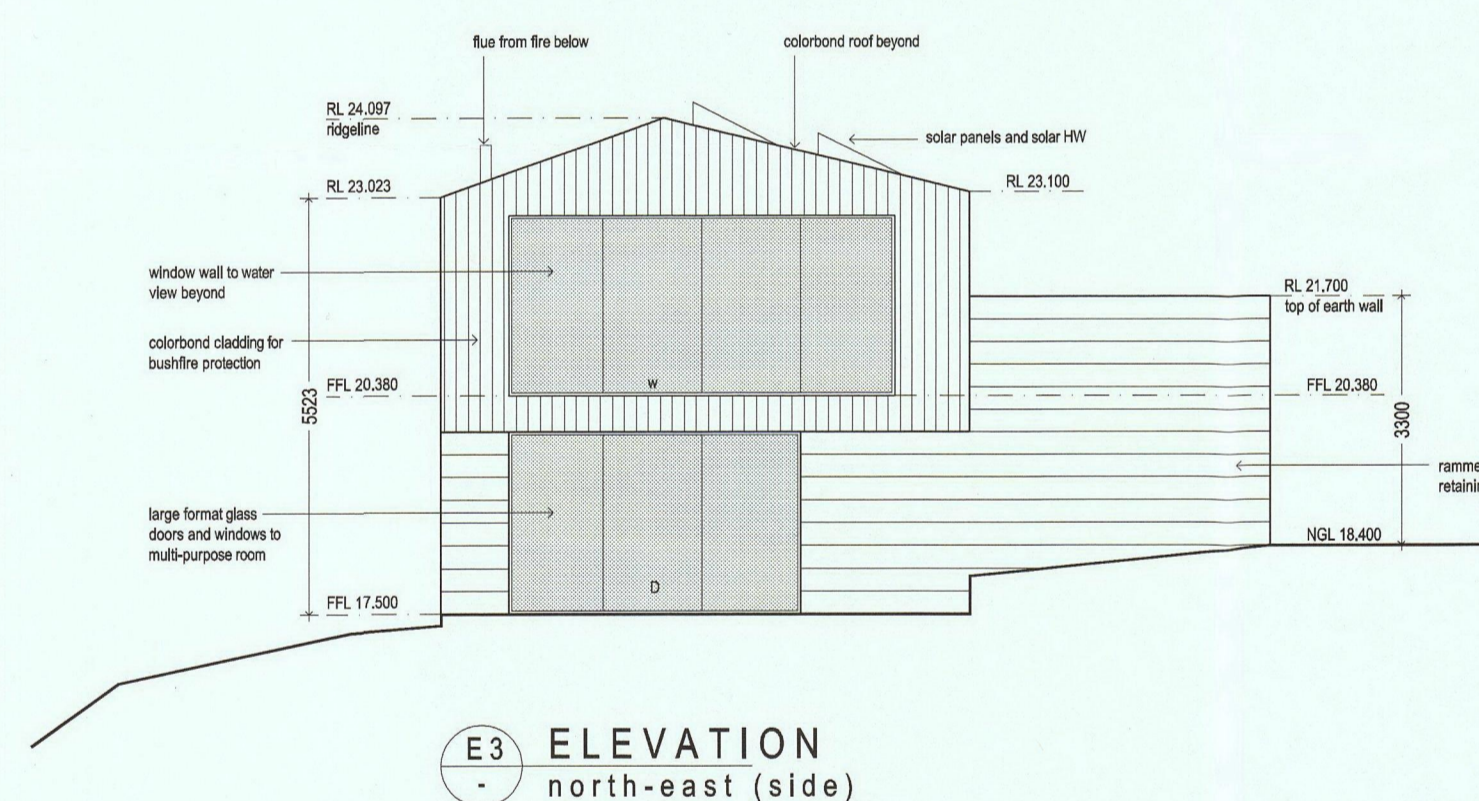 flue from fire below
colorbond roof beyond
RL 24.097
ridgeline
solar panels and solar HW
RL 23.023
RL 23.100
window wall to water
view beyond
RL 21.700
top of earth wall
colorbond cladding for
bushfire protection
FFL 20.380
FFL 20.380
5523
3300
W
ramme
retaini
large format glass
doors and windows to
multi-purpose room
NGL 18.400
D
FFL 17.500
E3
-
ELEVATION
north-east (side)